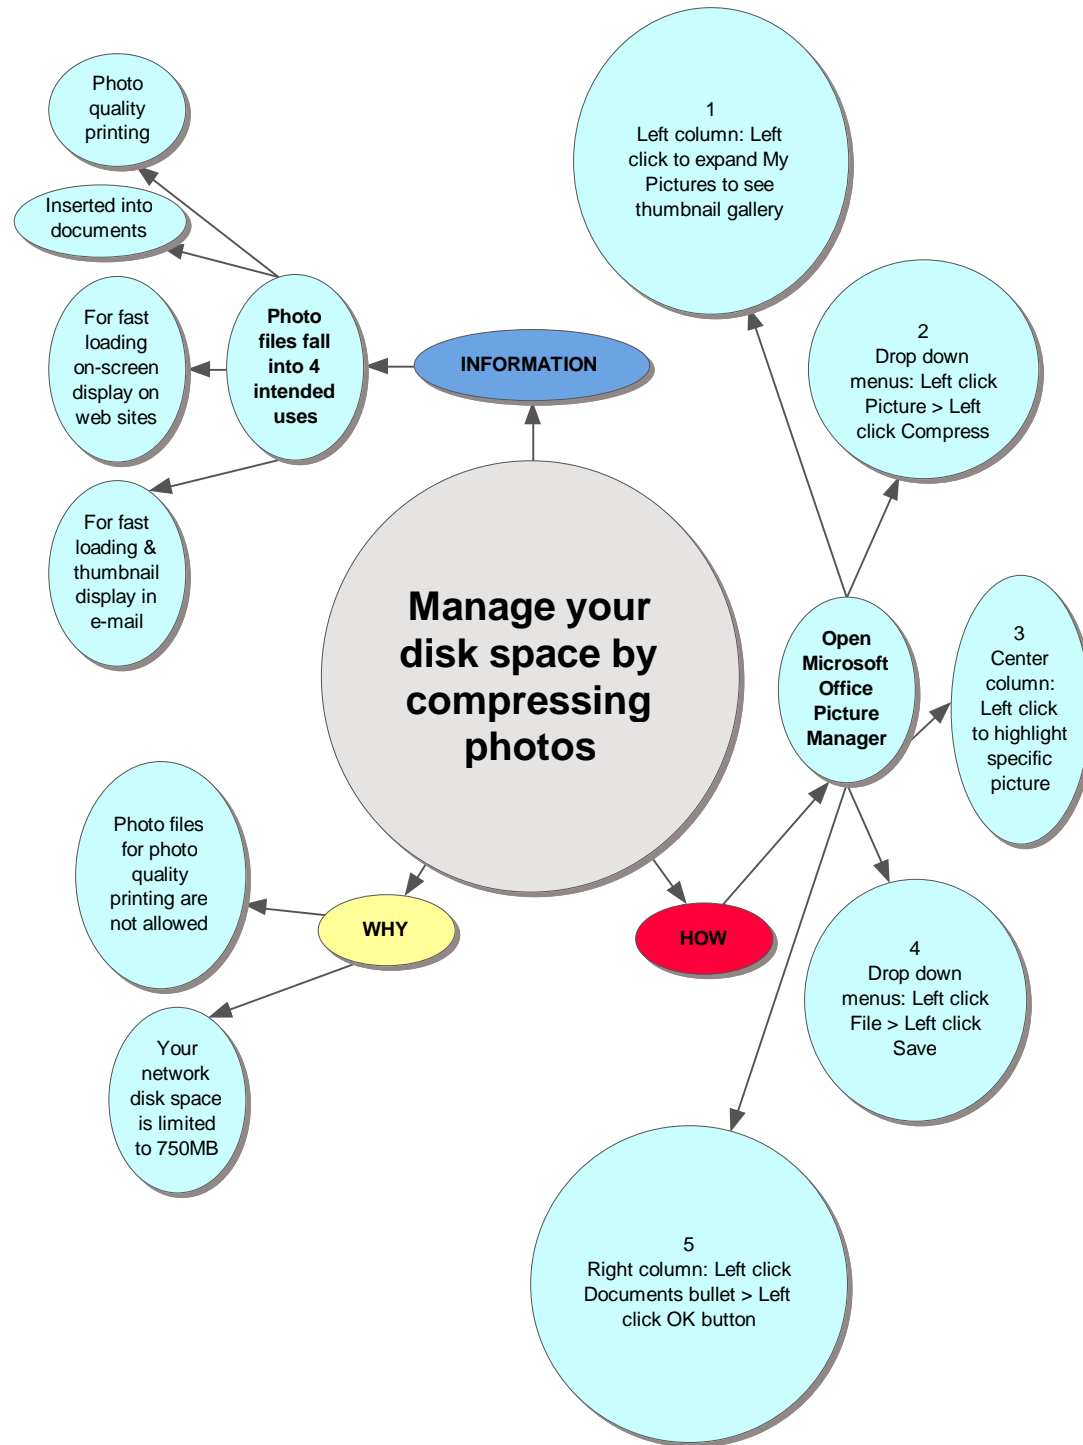 Photo
quality
printing
Inserted into
documents
For fast
loading
on-screen
display on
web sites
For fast
loading &
thumbnail
display in
e-mail
Photo
files fall
into 4
intended
uses
INFORMATION
Manage your
disk space by
compressing
photos
WHY
Photo files
for photo
quality
printing are
not allowed
Your
network
disk space
is limited
to 750MB
HOW
Open
Microsoft
Office
Picture
Manager
1
Left column: Left
click to expand My
Pictures to see
thumbnail gallery
2
Drop down
menus: Left click
Picture > Left
click Compress
3
Center
column:
Left click
to highlight
specific
picture
4
Drop down
menus: Left click
File > Left click
Save
5
Right column: Left click
Documents bullet > Left
click OK button